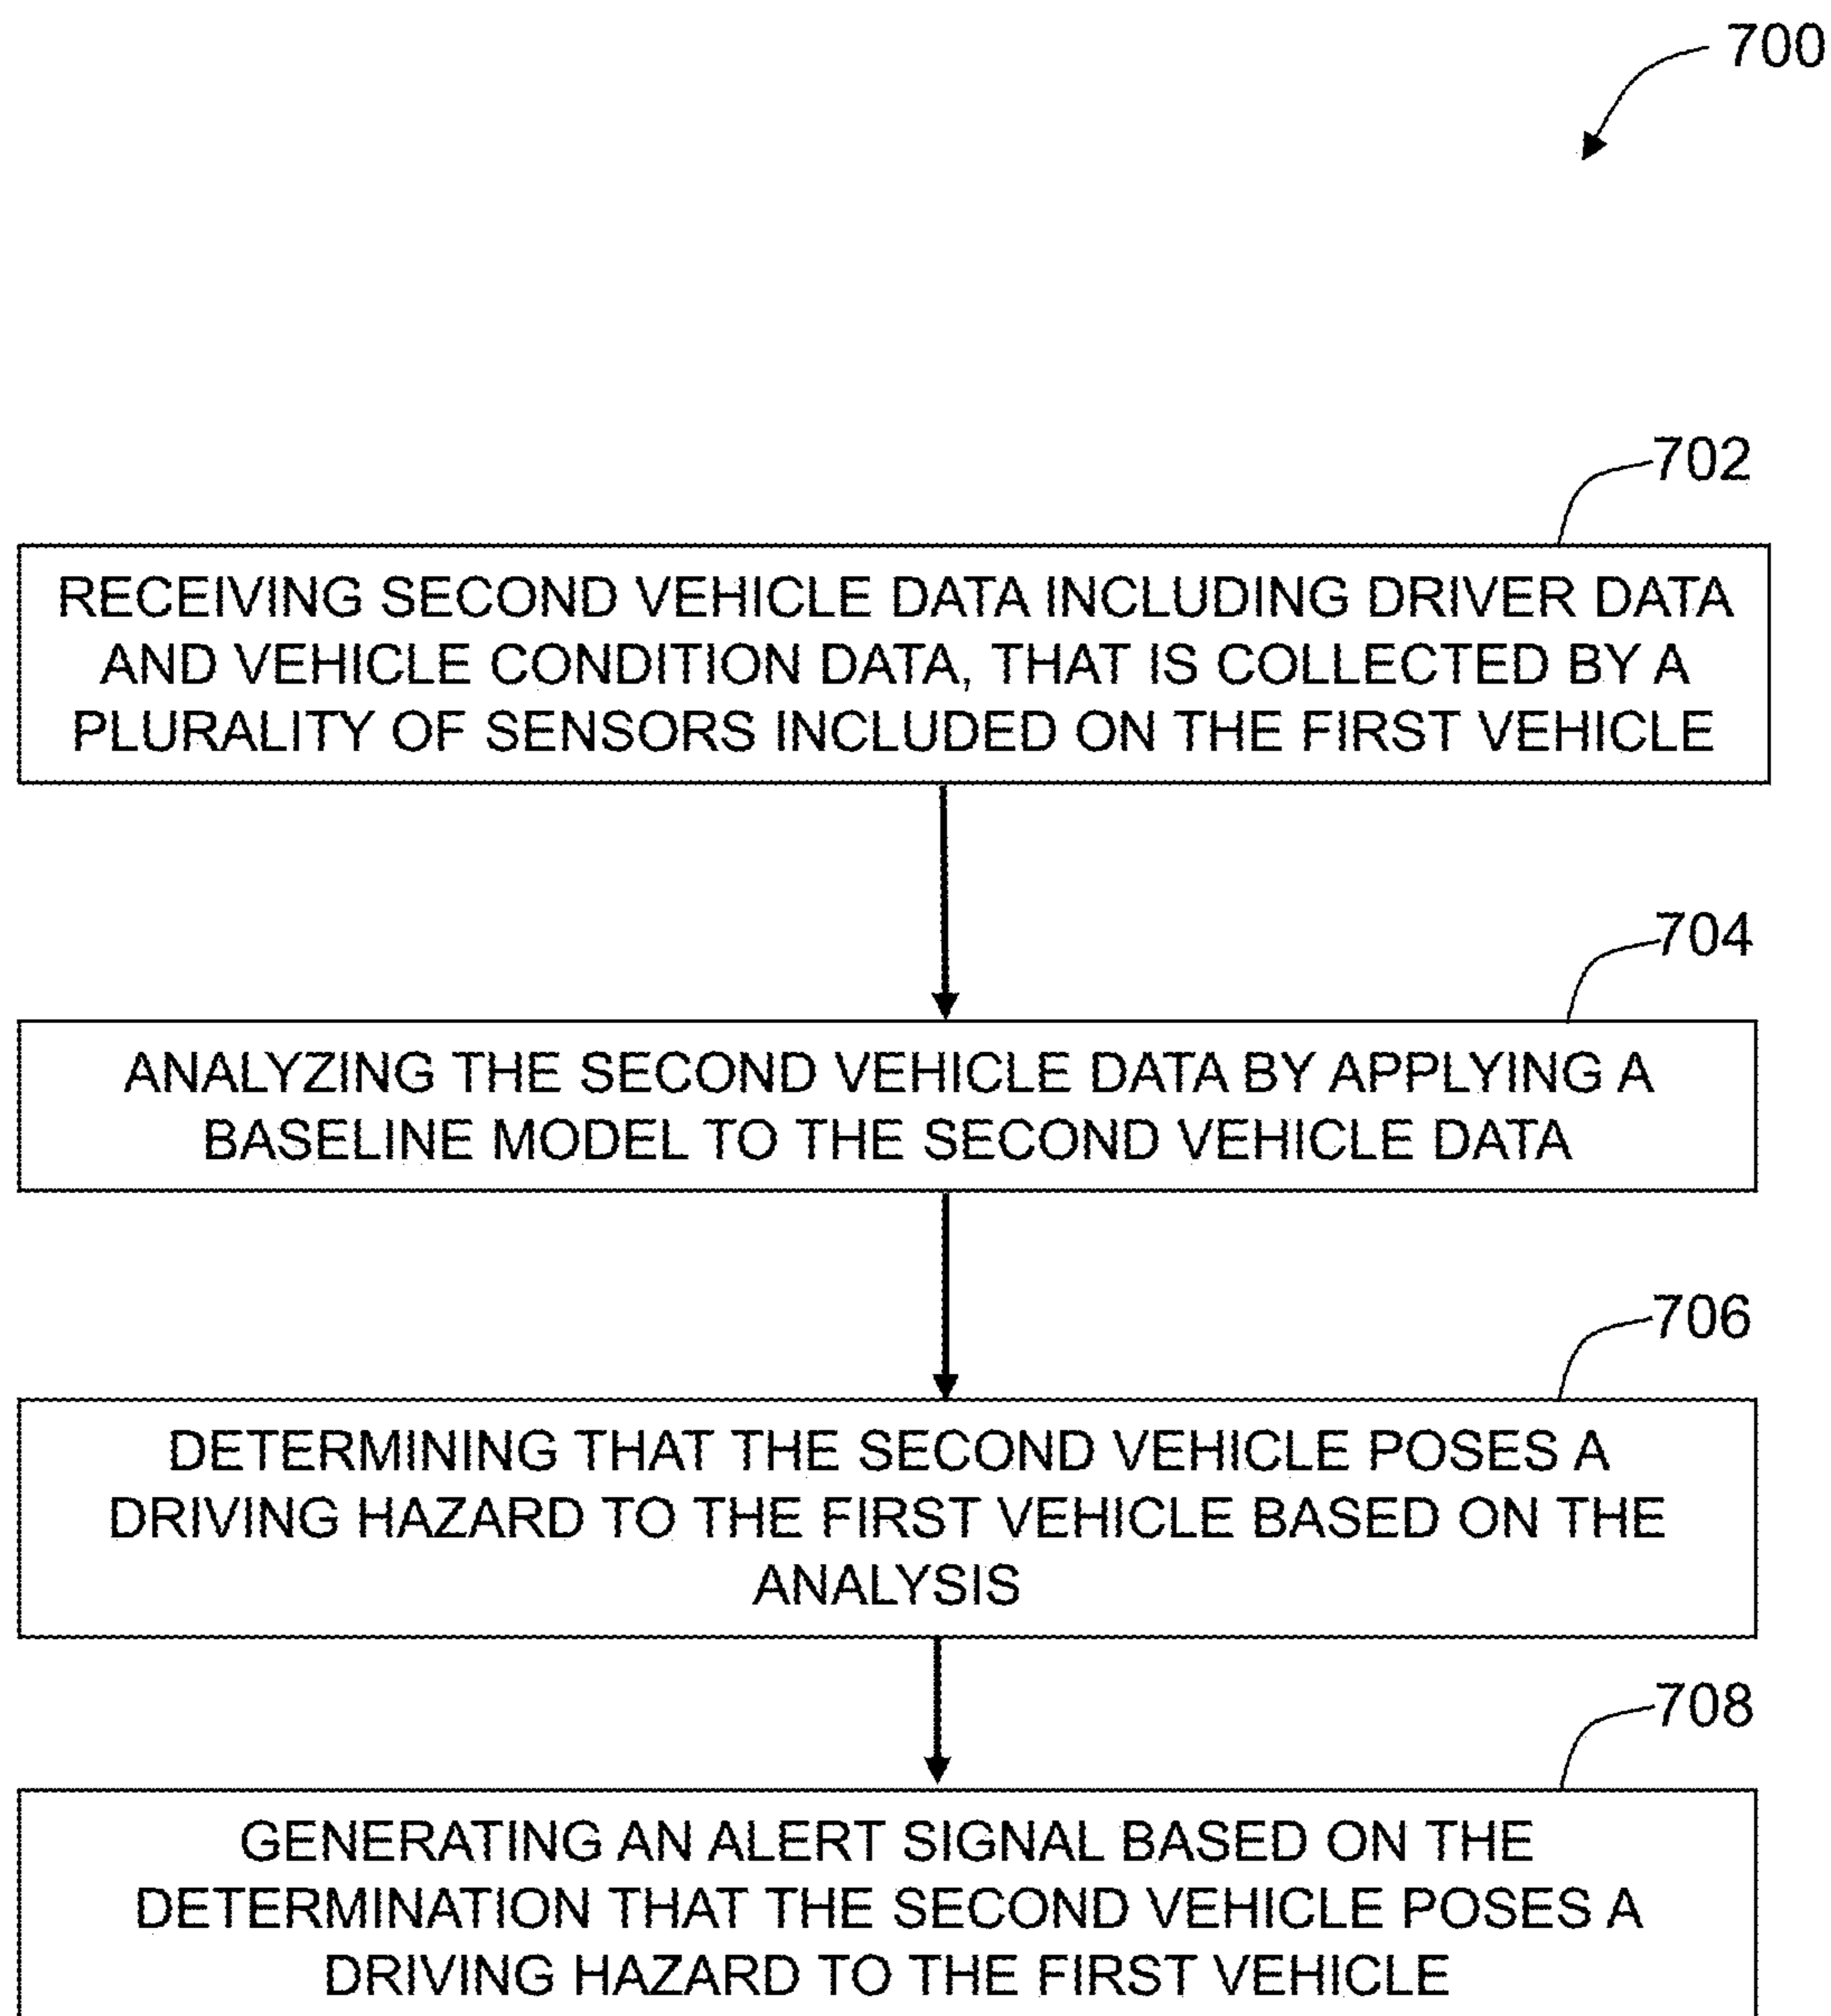 700
702
RECEIVING SECOND VEHICLE DATA INCLUDING DRIVER DATA
AND VEHICLE CONDITION DATA, THAT IS COLLECTED BY A
PLURALITY OF SENSORS INCLUDED ON THE FIRST VEHICLE
704
ANALYZING THE SECOND VEHICLE DATA BY APPLYING A
BASELINE MODEL TO THE SECOND VEHICLE DATA
706
DETERMINING THAT THE SECOND VEHICLE POSES A
DRIVING HAZARD TO THE FIRST VEHICLE BASED ON THE
ANALYSIS
708
GENERATING AN ALERT SIGNAL BASED ON THE
DETERMINATION THAT THE SECOND VEHICLE POSES A
DRIVING HAZARD TO THE FIRST VEHICLE